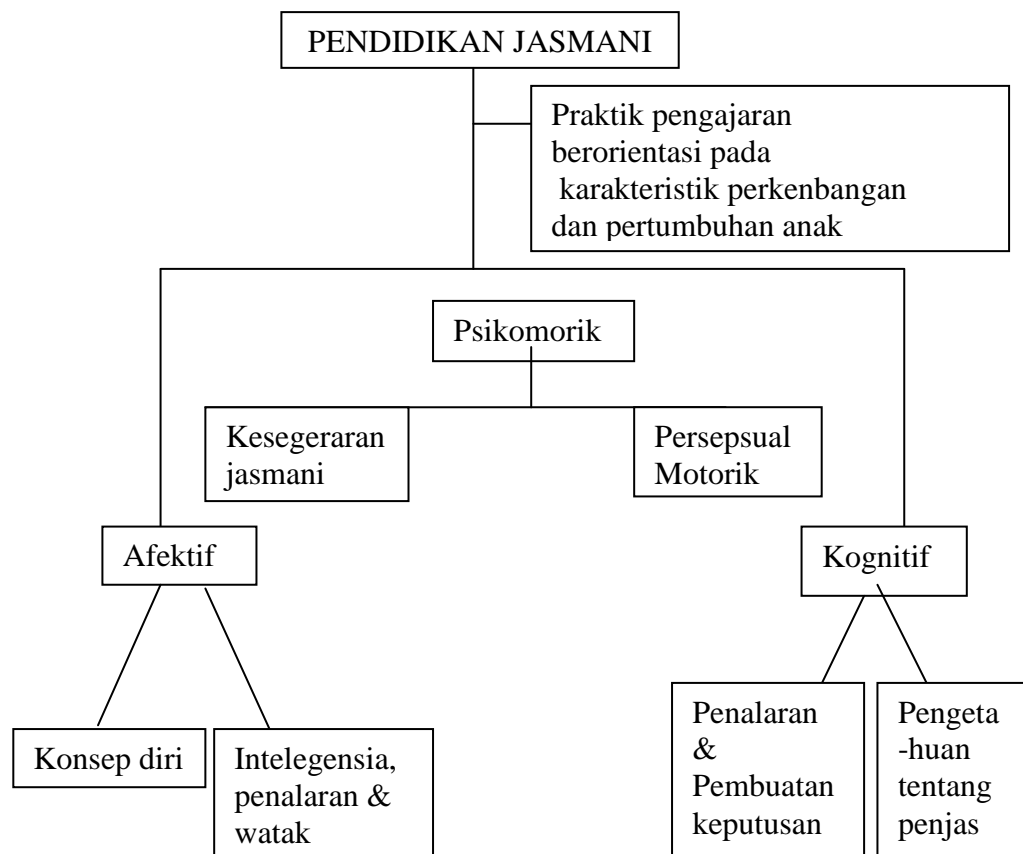 PENDIDIKAN JASMANI
Praktik pengajaran
berorientasi pada
karakteristik perkenbangan
dan pertumbuhan anak
Psikomorik
Kesegeraran
jasmani
Persepsual
Motorik
Afektif
Kognitif
Konsep diri
Intelegensia,
penalaran &
watak
Penalaran
&
Pembuatan
keputusan
Pengeta
-huan
tentang
penjas